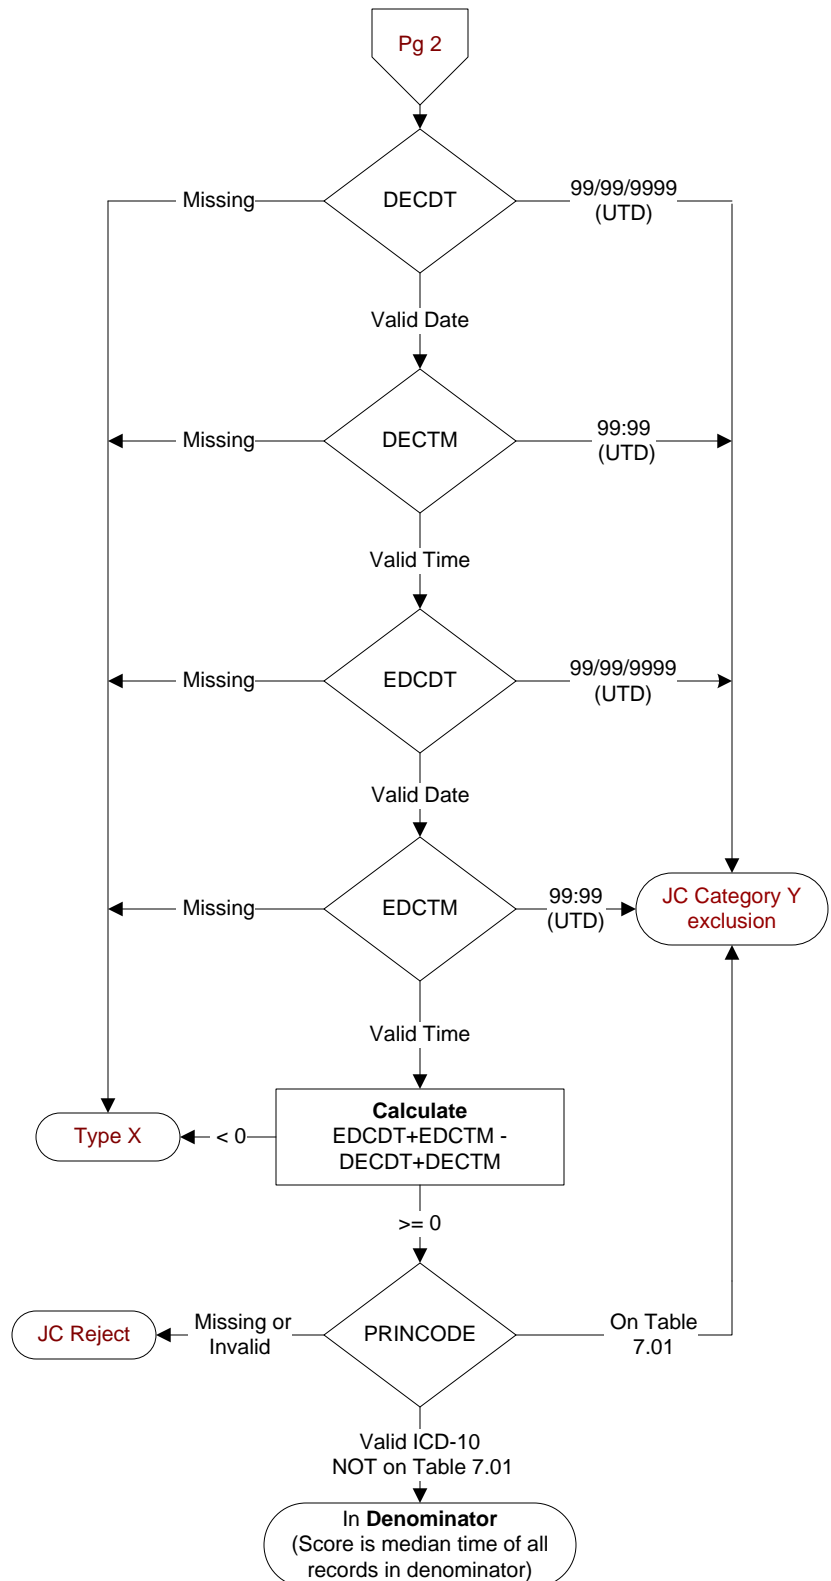 Pg 2
Missing
DECDT
99/99/9999
(UTD)
Valid Date
Missing
DECTM
99:99
(UTD)
Valid Time
Missing
EDCDT
99/99/9999
(UTD)
Valid Date
Missing
EDCTM
99:99
(UTD)
JC Category Y
exclusion
Valid Time
Type X
< 0
Calculate
EDCDT+EDCTM -
DECDT+DECTM
>= 0
JC Reject
Missing or
Invalid
PRINCODE
On Table
7.01
Valid ICD-10
NOT on Table 7.01
In Denominator
(Score is median time of all
records in denominator)